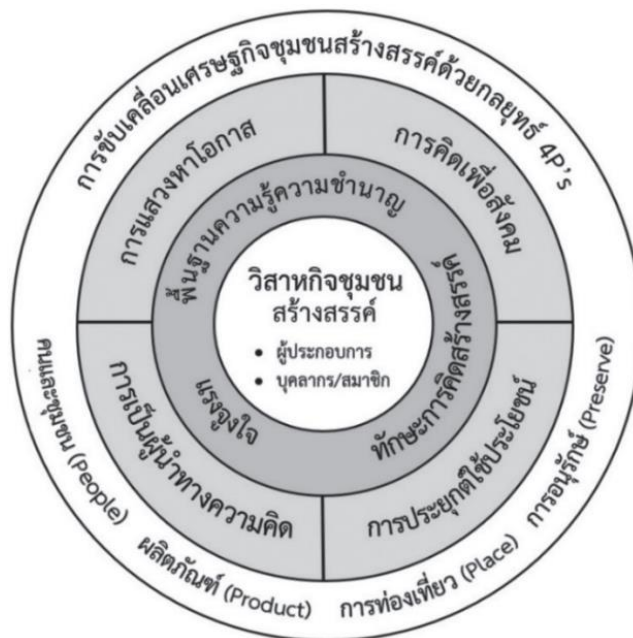 การขับเคลื่อนเศรษฐกิจชุมชนสร้างสรรค์ด้วยกลยุทธ์ 4P's
การแสวงหาโอกาส
การคิดเพื่อสังคม
พื้นฐานความรู้ความชำนาญ
วิสาหกิจชุมชน
สร้างสรรค์
• ผู้ประกอบการ
• บุคลากร/สมาชิก
แรงจูงใจ
ทักษะการคิดสร้างสรรค์
การเป็นผู้นำทางความคิด
การประยุกต์ใช้ประโยชน์
คนและชุมชน (People)
ผลิตภัณฑ์ (Product)
การท่องเที่ยว (Place)
การอนุรักษ์ (Preserve)